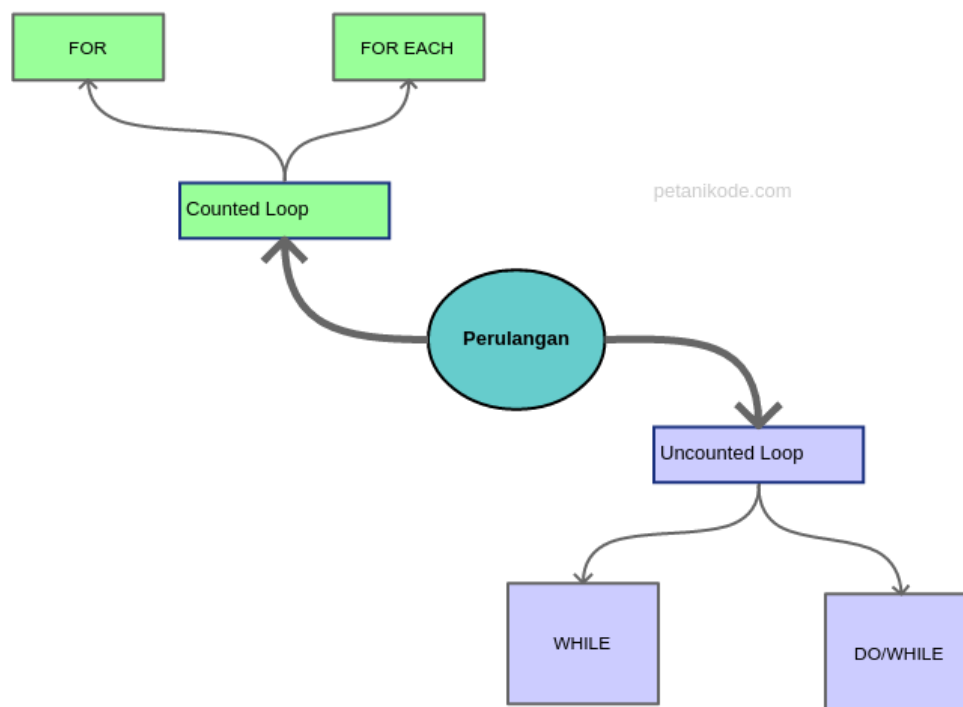 FOR
FOR EACH
Counted Loop
petanikode.com
Perulangan
Uncounted Loop
WHILE
DO/WHILE